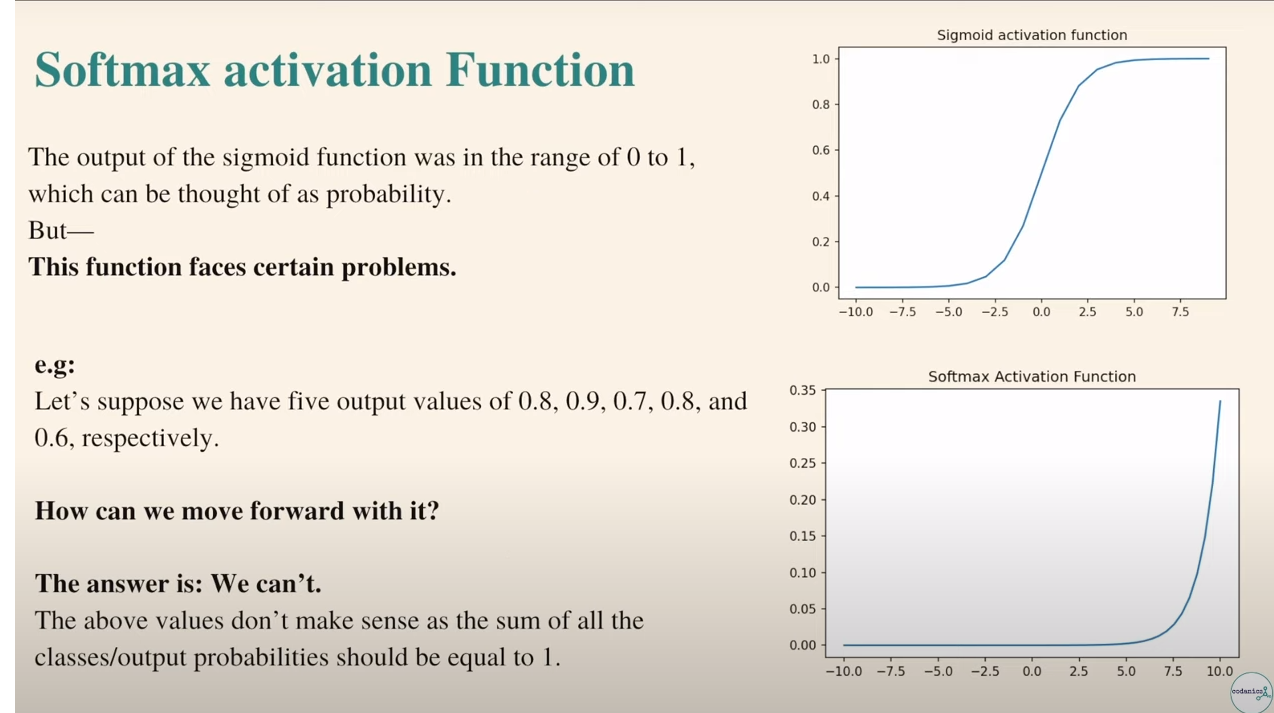 Softmax activation Function
The output of the sigmoid function was in the range of 0 to 1,
which can be thought of as probability.
But—
This function faces certain problems.
e.g:
Let’s suppose we have five output values of 0.8, 0.9, 0.7, 0.8, and
0.6, respectively.
How can we move forward with it?
The answer is: We can’t.
The above values don’t make sense as the sum of all the
classes/output probabilities should be equal to 1.
Sigmoid activation function
1.0
0.8
0.6
0.4
0.2
0.0
−10.0 −7.5 −5.0 −2.5 0.0 2.5 5.0 7.5
Softmax Activation Function
0.35
0.30
0.25
0.20
0.15
0.10
0.05
0.00
−10.0 −7.5 −5.0 −2.5 0.0 2.5 5.0 7.5 10.0
codanics